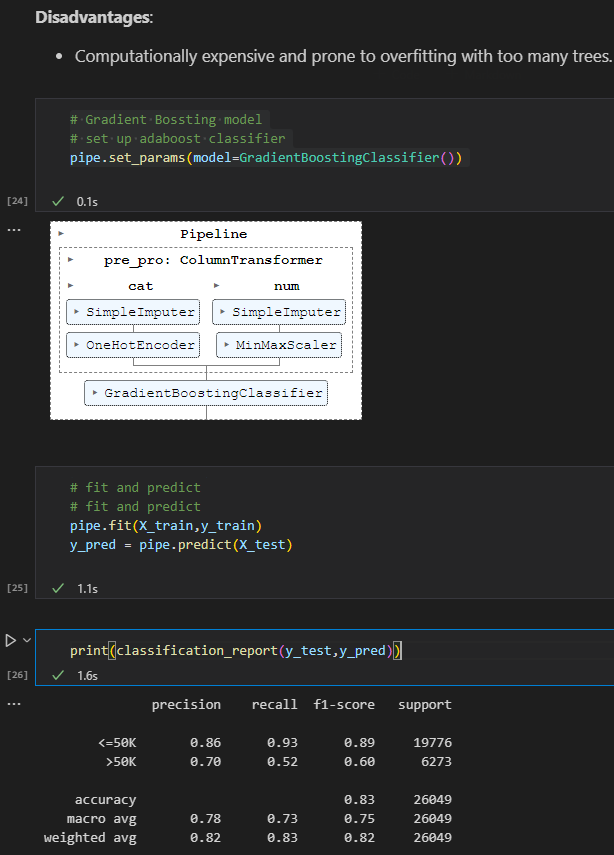 Disadvantages:
• Computationally expensive and prone to overfitting with too many trees.
# Gradient Bossting model
# set up adaboost classifier
pipe.set_params(model=GradientBoostingClassifier())
[24] ✓ 0.1s
... 
Pipeline
pre_pro: ColumnTransformer
cat num
SimpleImputer SimpleImputer
OneHotEncoder MinMaxScaler
GradientBoostingClassifier
# fit and predict
# fit and predict
pipe.fit(X_train,y_train)
y_pred = pipe.predict(X_test)
[25] ✓ 1.1s
print(classification_report(y_test,y_pred))
[26] ✓ 1.6s
...
precision recall f1-score support
<=50K 0.86 0.93 0.89 19776
>50K 0.70 0.52 0.60 6273
accuracy 0.83 26049
macro avg 0.78 0.73 0.75 26049
weighted avg 0.82 0.83 0.82 26049